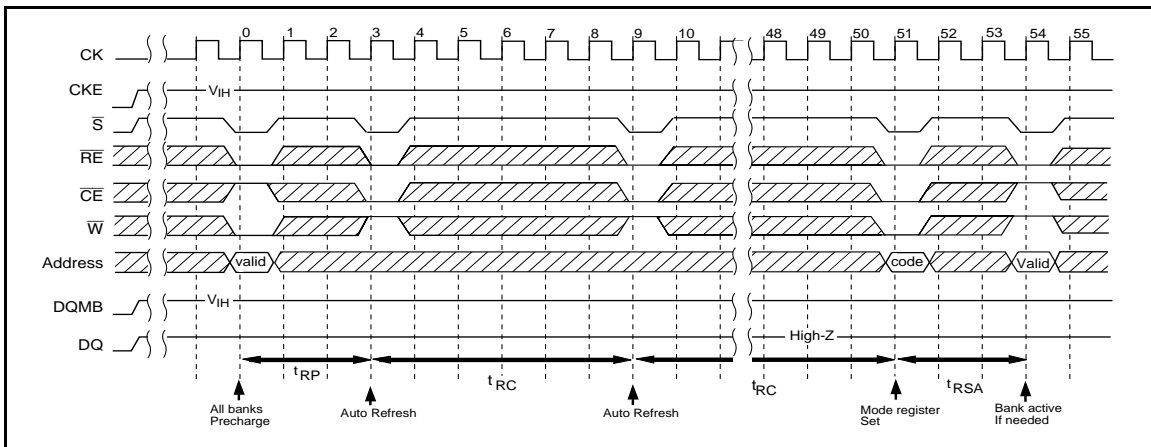 0 1 2 3 4 5 6 7 8 9 10 48 49 50 51 52 53 54 55
CK
CKE VIH
S
RE
CE
W
Address valid code Valid
DQMB VIH
DQ High-Z
tRP tRC tRC tRSA
All banks
Precharge
Auto Refresh
Auto Refresh
Mode register
Set
Bank active
If needed